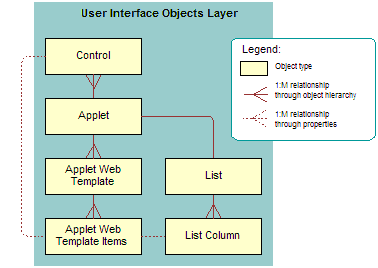 User Interface Objects Layer
Control
Applet
Applet Web
Template
List
Applet Web
Template Items
List Column
Legend:
Object type
1:M relationship
through object hierarchy
1:M relationship
through properties